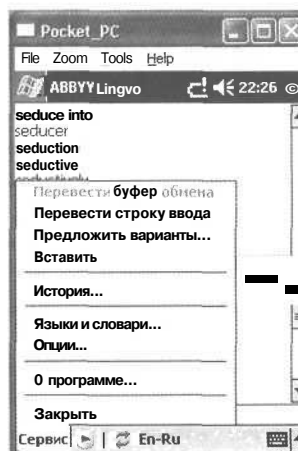 Pocket_PC
File Zoom Tools Help
ABBYY Lingvo 22:26
seduce into
seducer
seduction
seductive
seductively
Перевести буфер обмена
Перевести строку ввода
Предложить варианты...
Вставить
История...
Языки и словари...
Опции...
О программе...
Закрыть
Сервис En-Ru